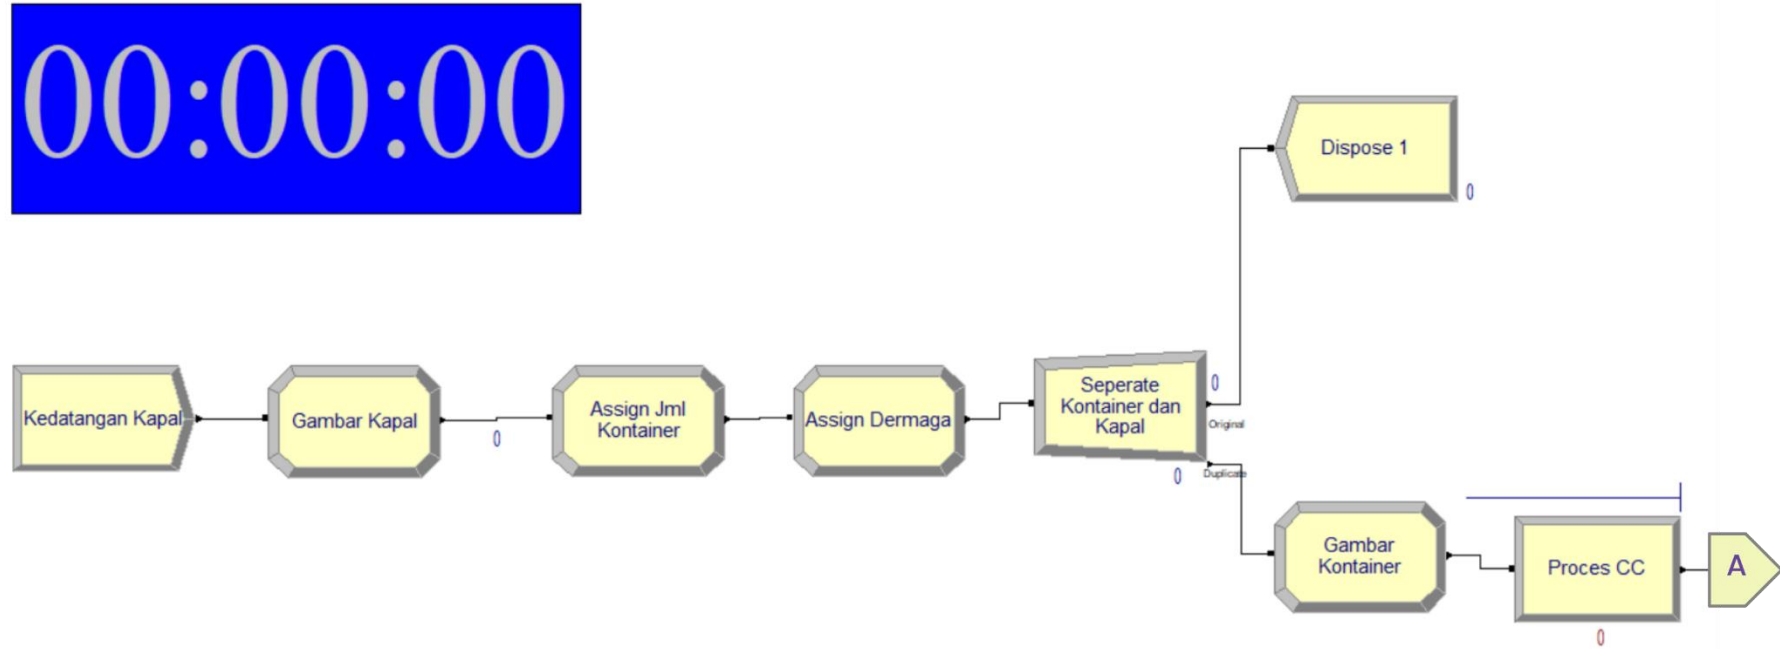 00:00:00
Dispose 1
0
Kedatangan Kapal
Gambar Kapal
0
Assign Jml
Kontainer
Assign Dermaga
Seperate
Kontainer dan
Kapal
0
Original
0
Duplicate
Gambar
Kontainer
Proces CC
0
A